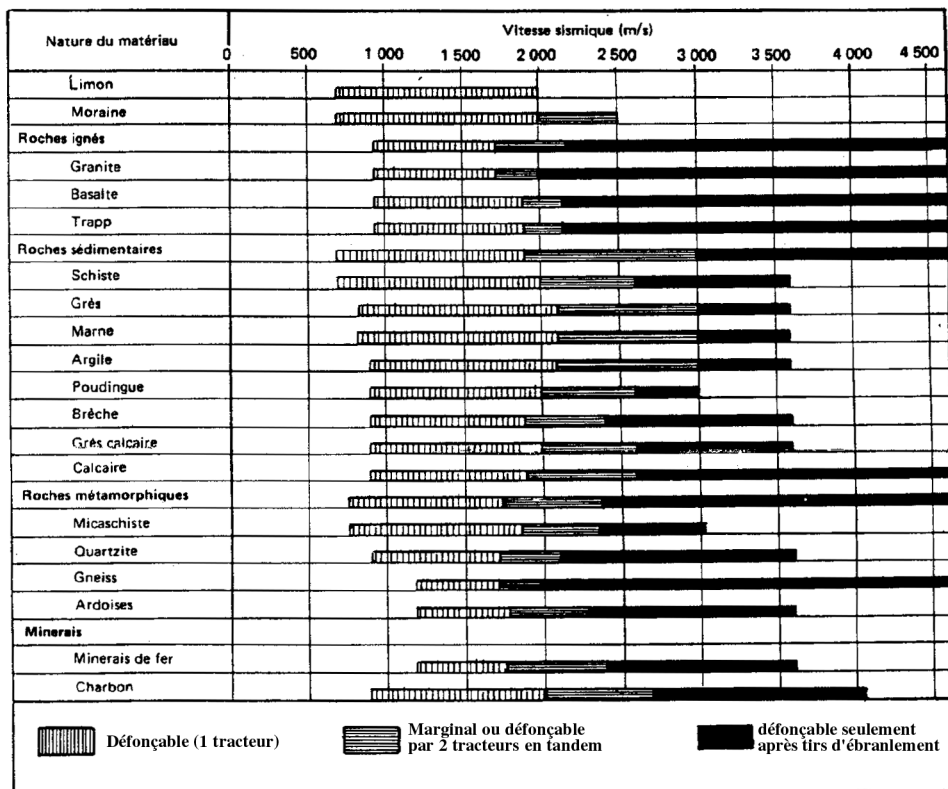 Nature du matériau
Vitesse sismique (m/s)
0 500 1 000 1 500 2 000 2 500 3 000 3 500 4 000 4 500
Limon
Moraine
Roches ignés
Granite
Basalte
Trapp
Roches sédimentaires
Schiste
Grès
Marne
Argile
Poudingue
Brèche
Grès calcaire
Calcaire
Roches métamorphiques
Micaschiste
Quartzite
Gneiss
Ardoises
Minerais
Minerais de fer
Charbon
Défonçable (1 tracteur)
Marginal ou défonçable
par 2 tracteurs en tandem
défonçable seulement
après tirs d'ébranlement